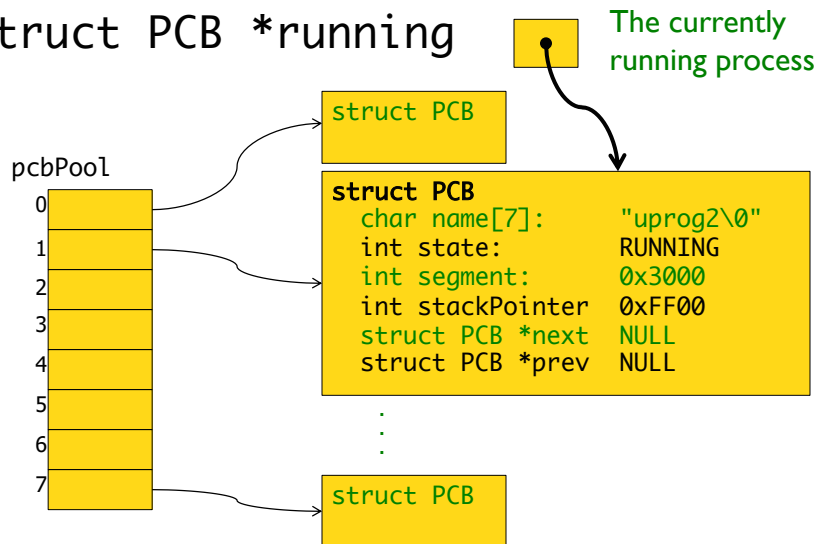 truct PCB *running
The currently
running process
struct PCB
pcbPool
0
1
2
3
4
5
6
7
struct PCB
char name[7]: "uprog2\0"
int state: RUNNING
int segment: 0x3000
int stackPointer 0xFF00
struct PCB *next NULL
struct PCB *prev NULL
.
.
.
struct PCB